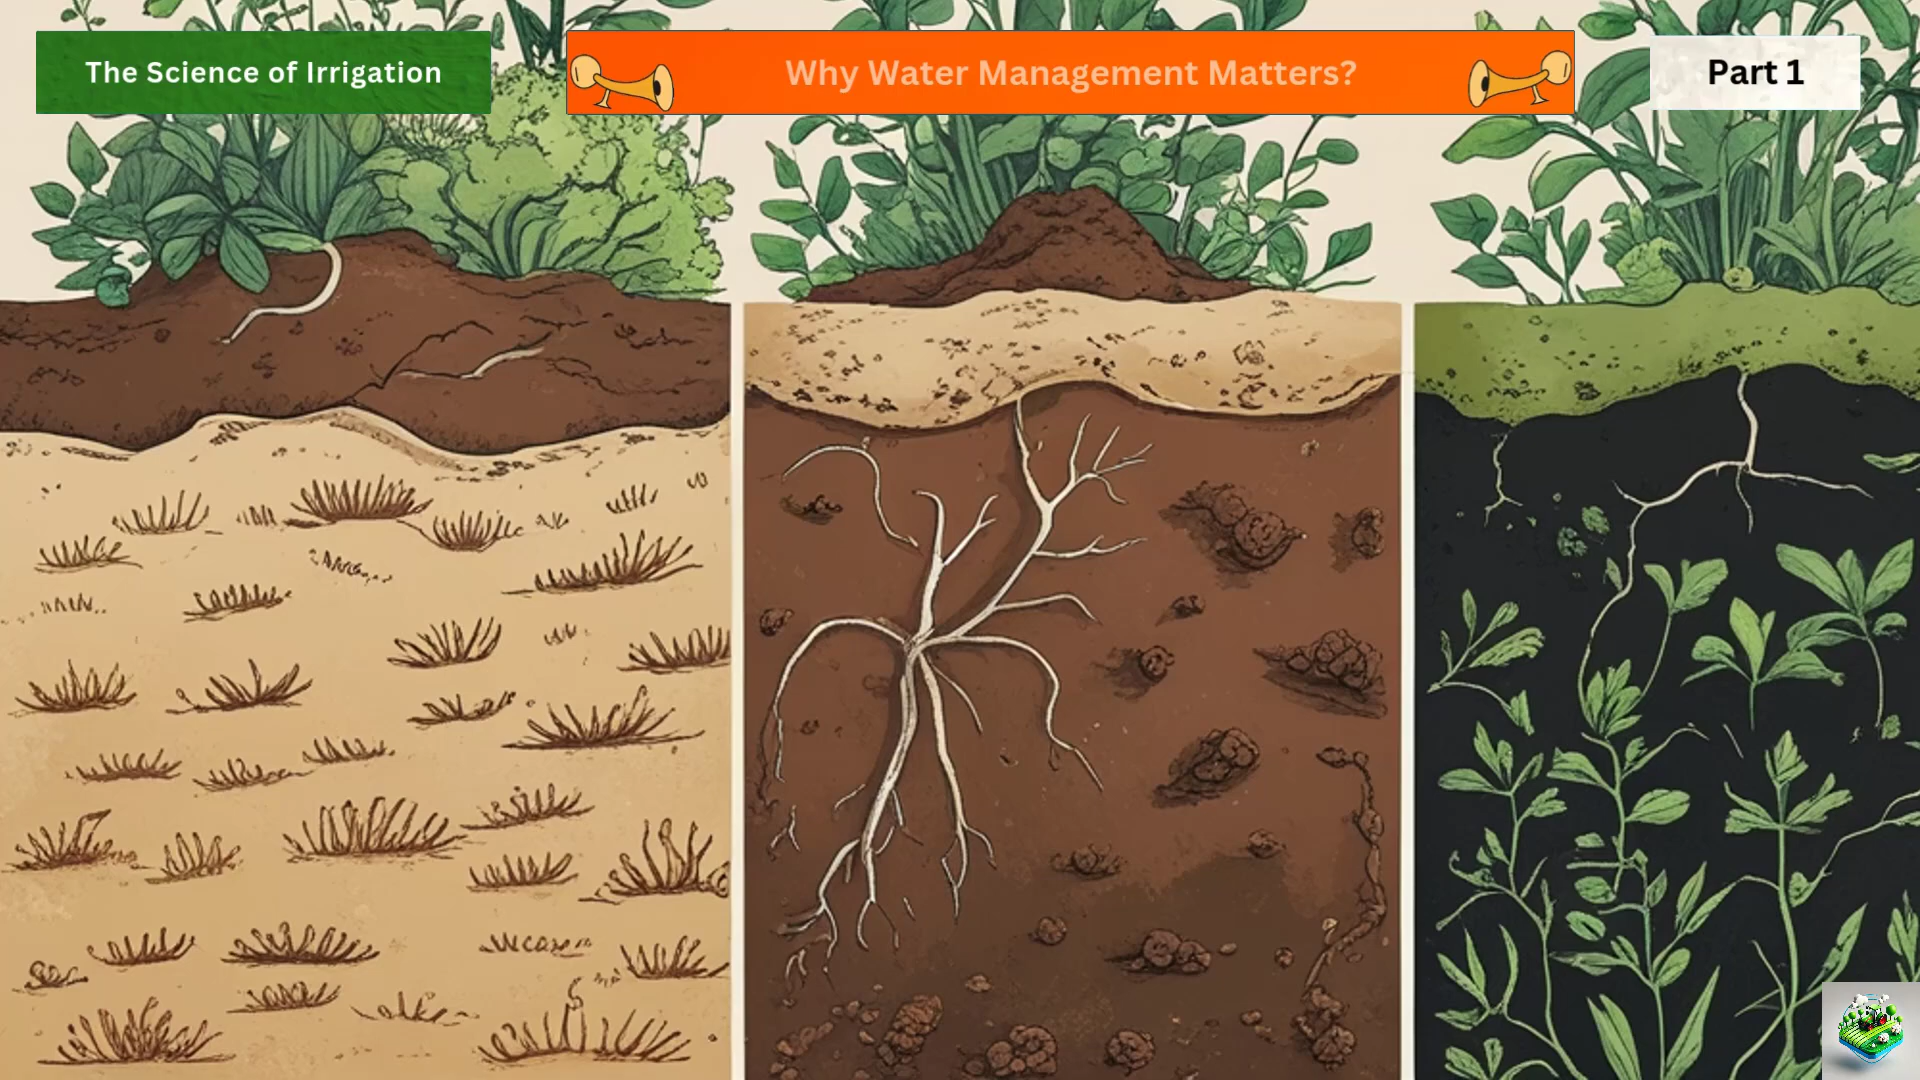 The Science of Irrigation
Why Water Management Matters?
Part 1